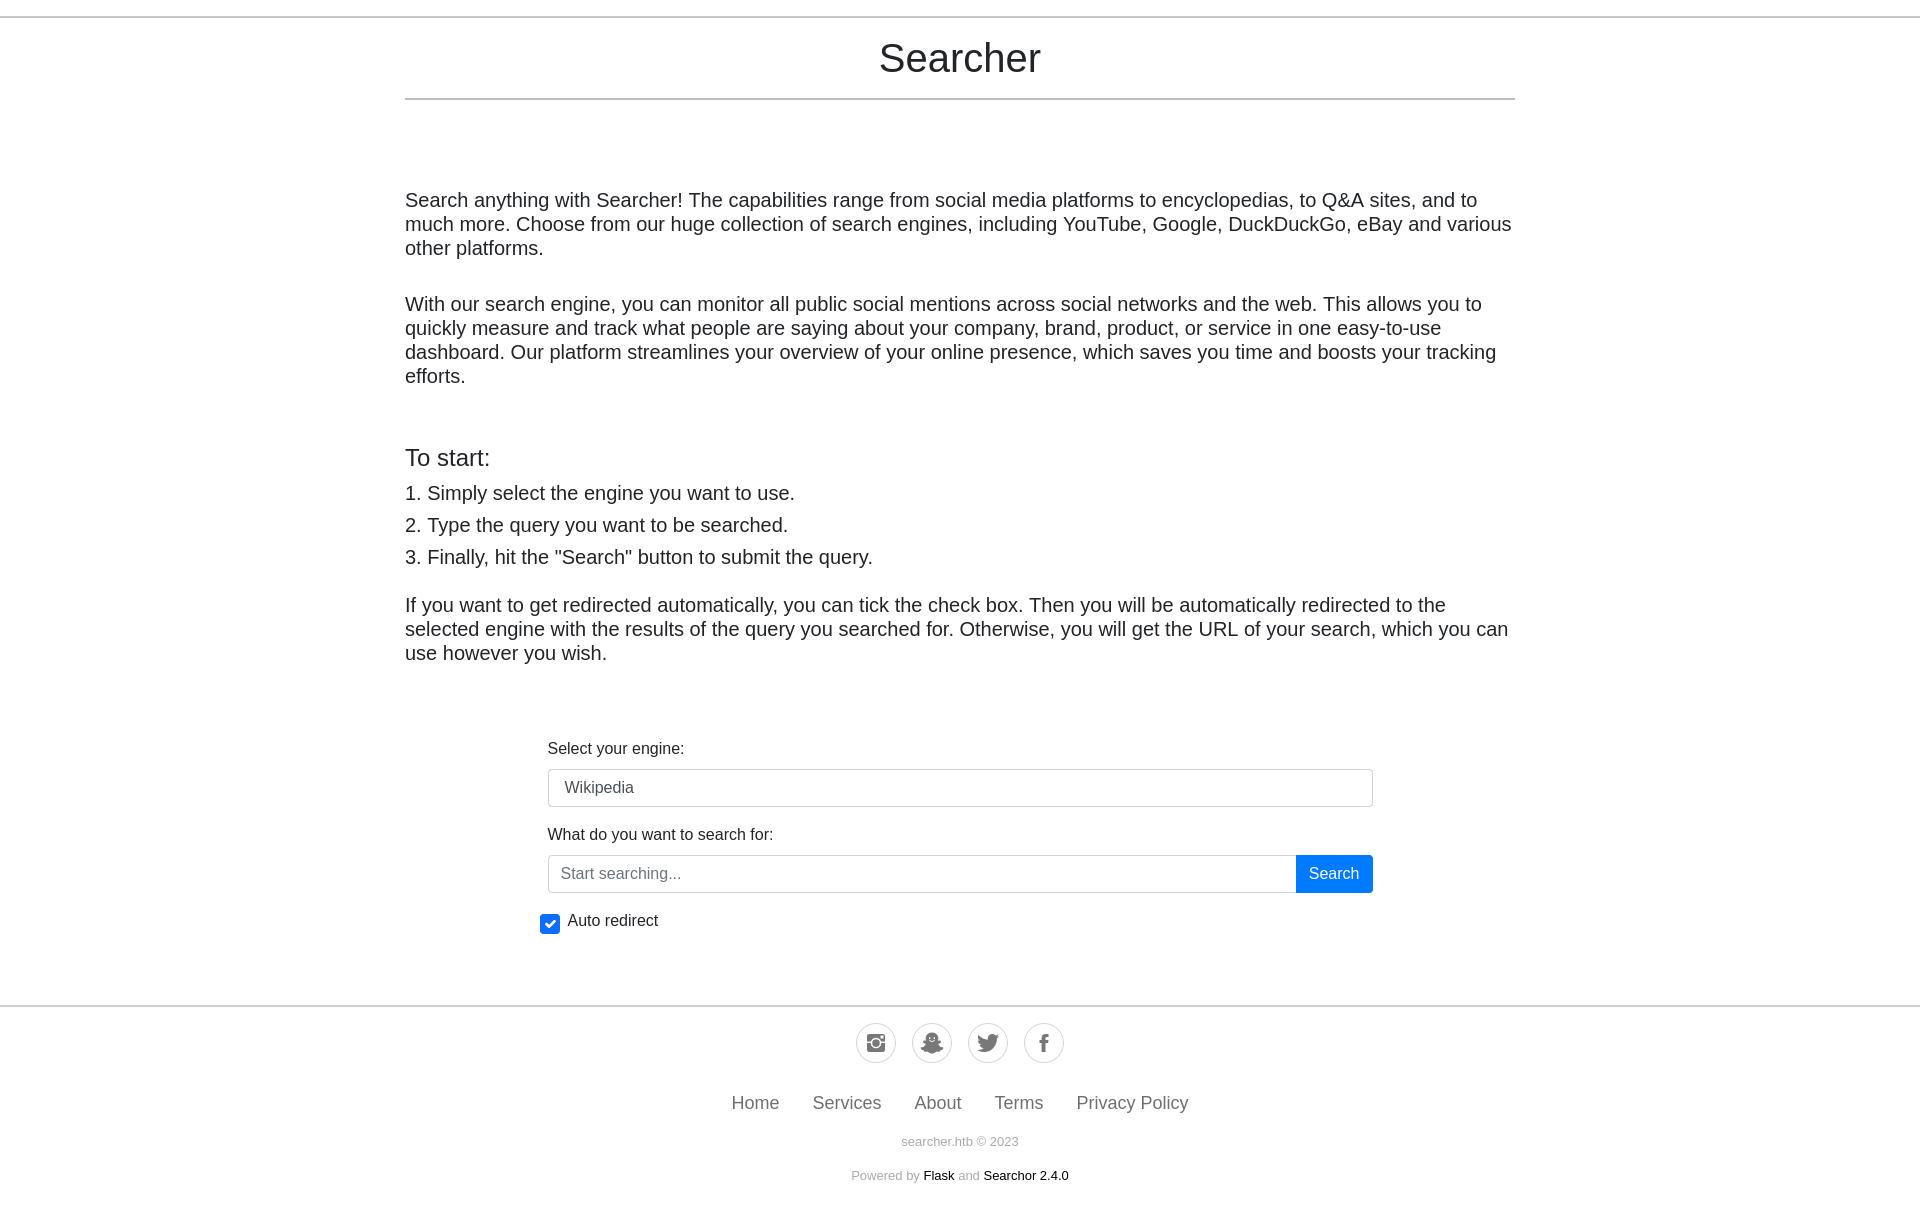 Searcher
Search anything with Searcher! The capabilities range from social media platforms to encyclopedias, to Q&A sites, and to
much more. Choose from our huge collection of search engines, including YouTube, Google, DuckDuckGo, eBay and various
other platforms.
With our search engine, you can monitor all public social mentions across social networks and the web. This allows you to
quickly measure and track what people are saying about your company, brand, product, or service in one easy-to-use
dashboard. Our platform streamlines your overview of your online presence, which saves you time and boosts your tracking
efforts.
To start:
1. Simply select the engine you want to use.
2. Type the query you want to be searched.
3. Finally, hit the "Search" button to submit the query.
If you want to get redirected automatically, you can tick the check box. Then you will be automatically redirected to the
selected engine with the results of the query you searched for. Otherwise, you will get the URL of your search, which you can
use however you wish.
Select your engine:
Wikipedia
What do you want to search for:
Start searching... Search
Auto redirect
Home Services About Terms Privacy Policy
searcher.htb © 2023
Powered by Flask and Searchor 2.4.0